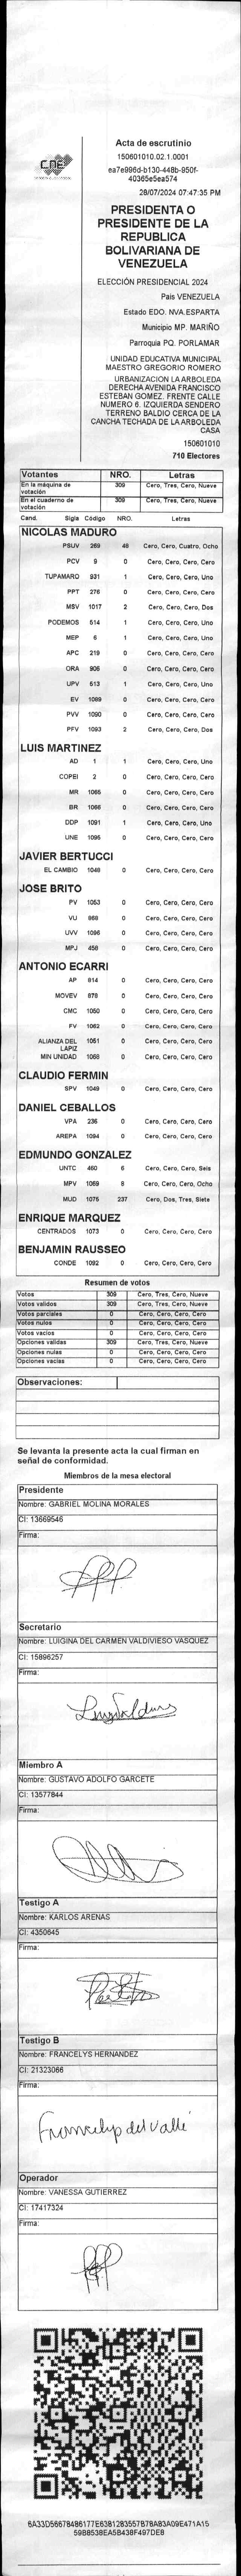 CNE
Acta de escrutinio
150601010.02.1.0001
ea7e996d-b130-448b-950f-
40365e5ea574
28/07/2024 07:47:35 PM
PRESIDENTA O
PRESIDENTE DE LA
REPUBLICA
BOLIVARIANA DE
VENEZUELA
ELECCIÓN PRESIDENCIAL 2024
País VENEZUELA
Estado EDO. NVA.ESPARTA
Municipio MP. MARIÑO
Parroquia PQ. PORLAMAR
UNIDAD EDUCATIVA MUNICIPAL
MAESTRO GREGORIO ROMERO
URBANIZACION LA ARBOLEDA
DERECHA AVENIDA FRANCISCO
ESTEBAN GOMEZ. FRENTE CALLE
NUMERO 6. IZQUIERDA SENDERO
TERRENO BALDIO CERCA DE LA
CANCHA TECHADA DE LA ARBOLEDA
CASA
150601010
710 Electores
Votantes NRO. Letras
En la máquina de votación 309 Cero, Tres, Cero, Nueve
En el cuaderno de votación 309 Cero, Tres, Cero, Nueve
Cand. Sigla Código NRO. Letras
NICOLAS MADURO
PSUV 269 48 Cero, Cero, Cuatro, Ocho
PCV 9 0 Cero, Cero, Cero, Cero
TUPAMARO 931 1 Cero, Cero, Cero, Uno
PPT 276 0 Cero, Cero, Cero, Cero
MSV 1017 2 Cero, Cero, Cero, Dos
PODEMOS 514 1 Cero, Cero, Cero, Uno
MEP 6 1 Cero, Cero, Cero, Uno
APC 219 0 Cero, Cero, Cero, Cero
ORA 906 0 Cero, Cero, Cero, Cero
UPV 613 1 Cero, Cero, Cero, Uno
EV 1089 0 Cero, Cero, Cero, Cero
PVV 1090 0 Cero, Cero, Cero, Cero
PFV 1093 2 Cero, Cero, Cero, Dos
LUIS MARTINEZ
AD 1 1 Cero, Cero, Cero, Uno
COPEI 2 0 Cero, Cero, Cero, Cero
MR 1065 0 Cero, Cero, Cero, Cero
BR 1066 0 Cero, Cero, Cero, Cero
DDP 1091 1 Cero, Cero, Cero, Uno
UNE 1095 0 Cero, Cero, Cero, Cero
JAVIER BERTUCCI
EL CAMBIO 1048 0 Cero, Cero, Cero, Cero
JOSE BRITO
PV 1053 0 Cero, Cero, Cero, Cero
VU 988 0 Cero, Cero, Cero, Cero
UVV 1096 0 Cero, Cero, Cero, Cero
MPJ 458 0 Cero, Cero, Cero, Cero
ANTONIO ECARRI
AP 814 0 Cero, Cero, Cero, Cero
MOVEV 878 0 Cero, Cero, Cero, Cero
CMC 1050 0 Cero, Cero, Cero, Cero
FV 1062 0 Cero, Cero, Cero, Cero
ALIANZA DEL LAPIZ 1051 0 Cero, Cero, Cero, Cero
MIN UNIDAD 1068 0 Cero, Cero, Cero, Cero
CLAUDIO FERMIN
SPV 1049 0 Cero, Cero, Cero, Cero
DANIEL CEBALLOS
VPA 236 0 Cero, Cero, Cero, Cero
AREPA 1094 0 Cero, Cero, Cero, Cero
EDMUNDO GONZALEZ
UNTC 460 6 Cero, Cero, Cero, Seis
MPV 1069 8 Cero, Cero, Cero, Ocho
MUD 1075 237 Cero, Dos, Tres, Siete
ENRIQUE MARQUEZ
CENTRADOS 1073 0 Cero, Cero, Cero, Cero
BENJAMIN RAUSSEO
CONDE 1092 0 Cero, Cero, Cero, Cero
Resumen de votos
Votos 309 Cero, Tres, Cero, Nueve
Votos validos 309 Cero, Tres, Cero, Nueve
Votos parciales 0 Cero, Cero, Cero, Cero
Votos nulos 0 Cero, Cero, Cero, Cero
Votos vacios 0 Cero, Cero, Cero, Cero
Opciones validas 309 Cero, Tres, Cero, Nueve
Opciones nulas 0 Cero, Cero, Cero, Cero
Opciones vacias 0 Cero, Cero, Cero, Cero
Observaciones:
Se levanta la presente acta la cual firman en
señal de conformidad.
Miembros de la mesa electoral
Presidente
Nombre: GABRIEL MOLINA MORALES
CI: 13669546
Firma:
Secretario
Nombre: LUIGINA DEL CARMEN VALDIVIESO VASQUEZ
CI: 15896257
Firma:
Miembro A
Nombre: GUSTAVO ADOLFO GARCETE
CI: 13577844
Firma:
Testigo A
Nombre: KARLOS ARENAS
CI: 4350645
Firma:
Testigo B
Nombre: FRANCELYS HERNANDEZ
CI: 21323066
Firma:
Francelys del Valle
Operador
Nombre: VANESSA GUTIERREZ
CI: 17417324
Firma:
6A33D56678486177E6381283557B78A83A09E471A15
59B8538EA5B438F497DE8